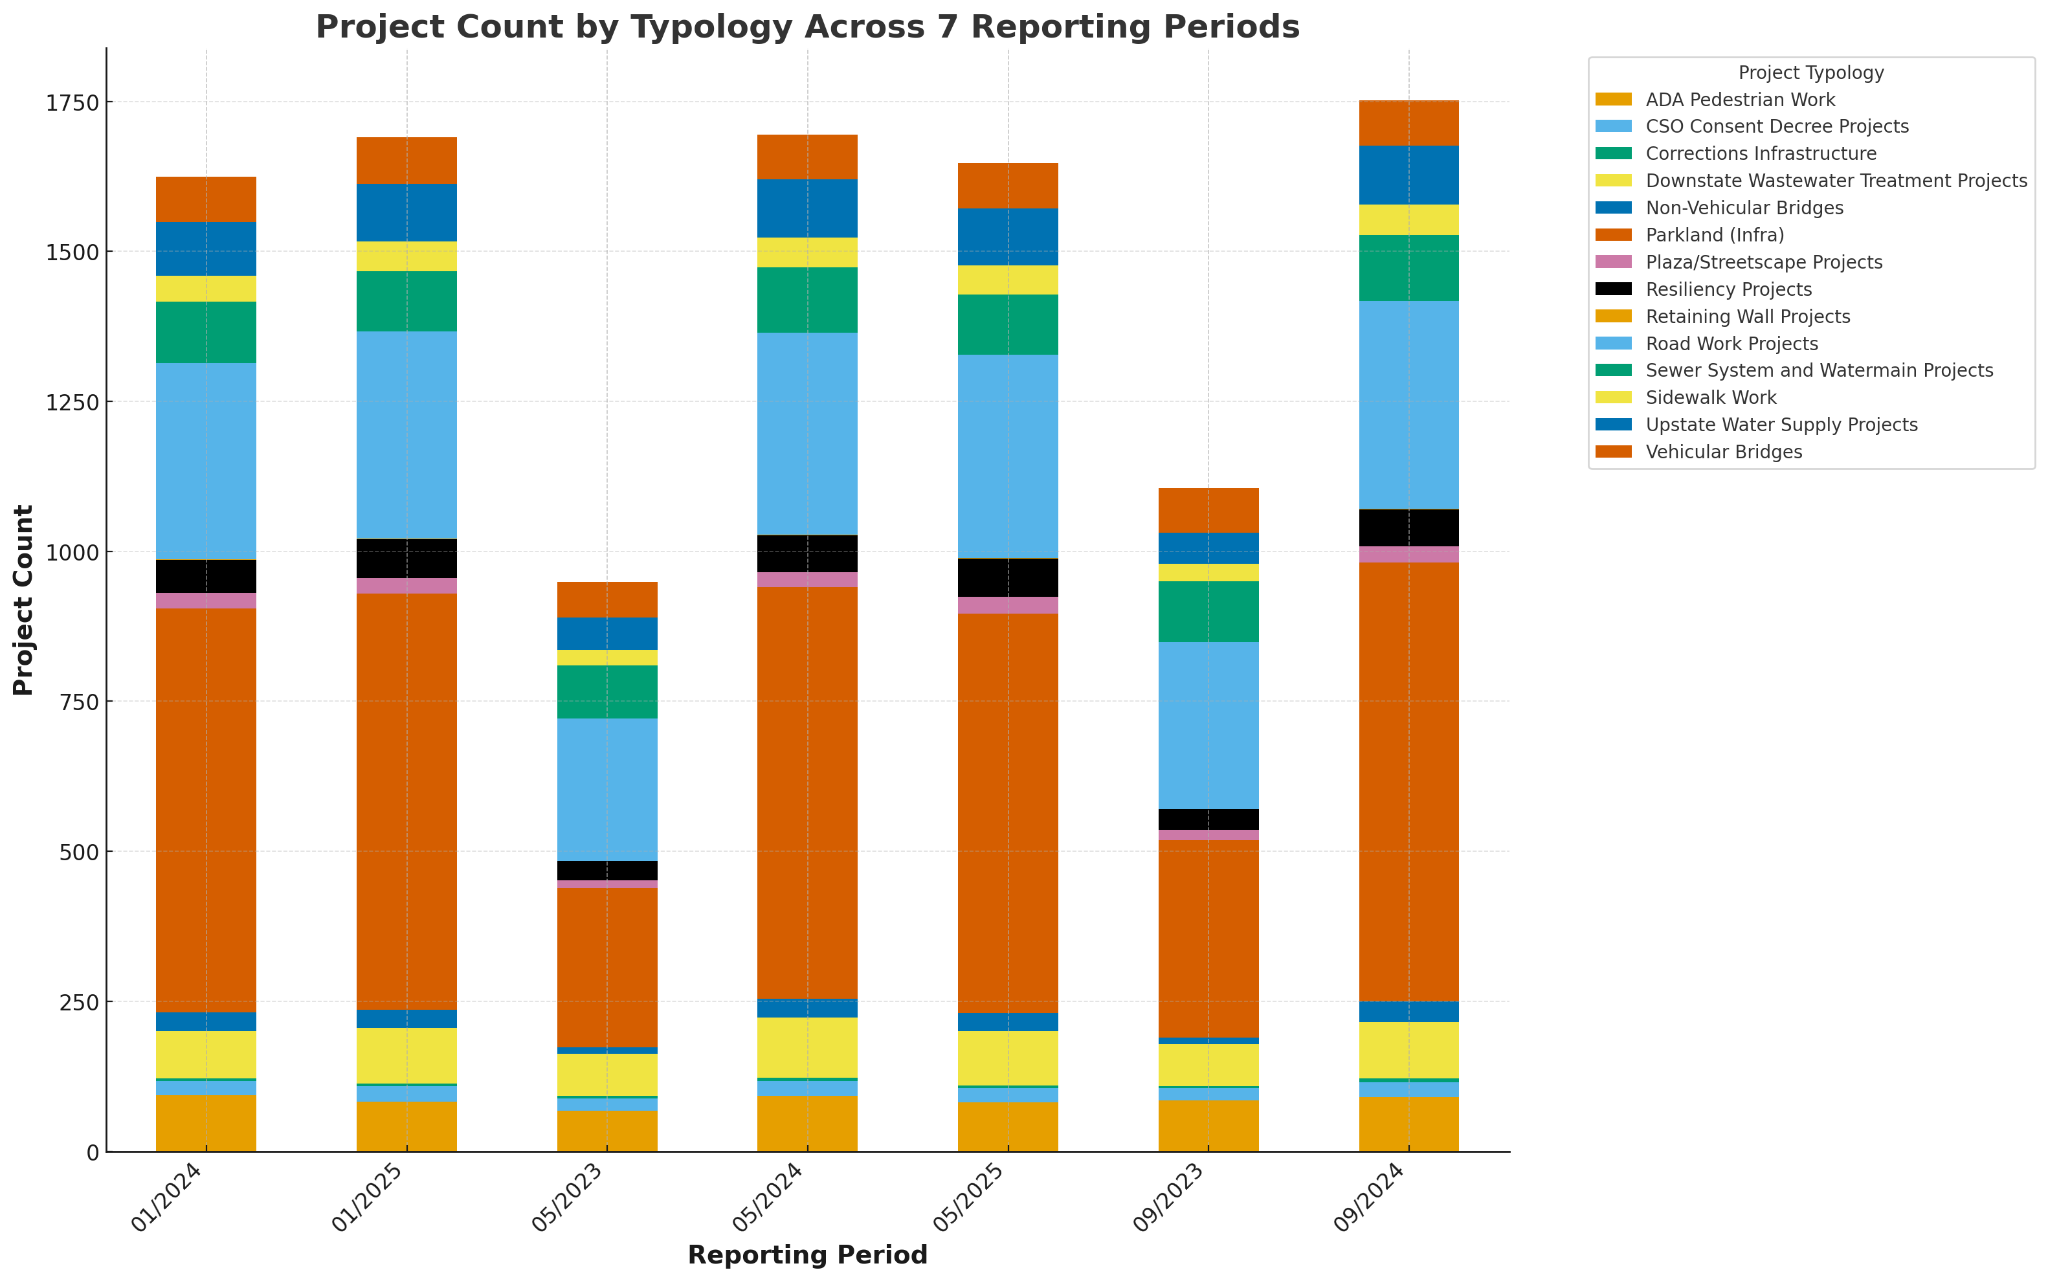 Project Count by Typology Across 7 Reporting Periods
Project Typology
ADA Pedestrian Work
CSO Consent Decree Projects
Corrections Infrastructure
Downstate Wastewater Treatment Projects
Non-Vehicular Bridges
Parkland (Infra)
Plaza/Streetscape Projects
Resiliency Projects
Retaining Wall Projects
Road Work Projects
Sewer System and Watermain Projects
Sidewalk Work
Upstate Water Supply Projects
Vehicular Bridges
Project Count
1750
1500
1250
1000
750
500
250
0
01/2024
01/2025
05/2023
05/2024
05/2025
09/2023
09/2024
Reporting Period